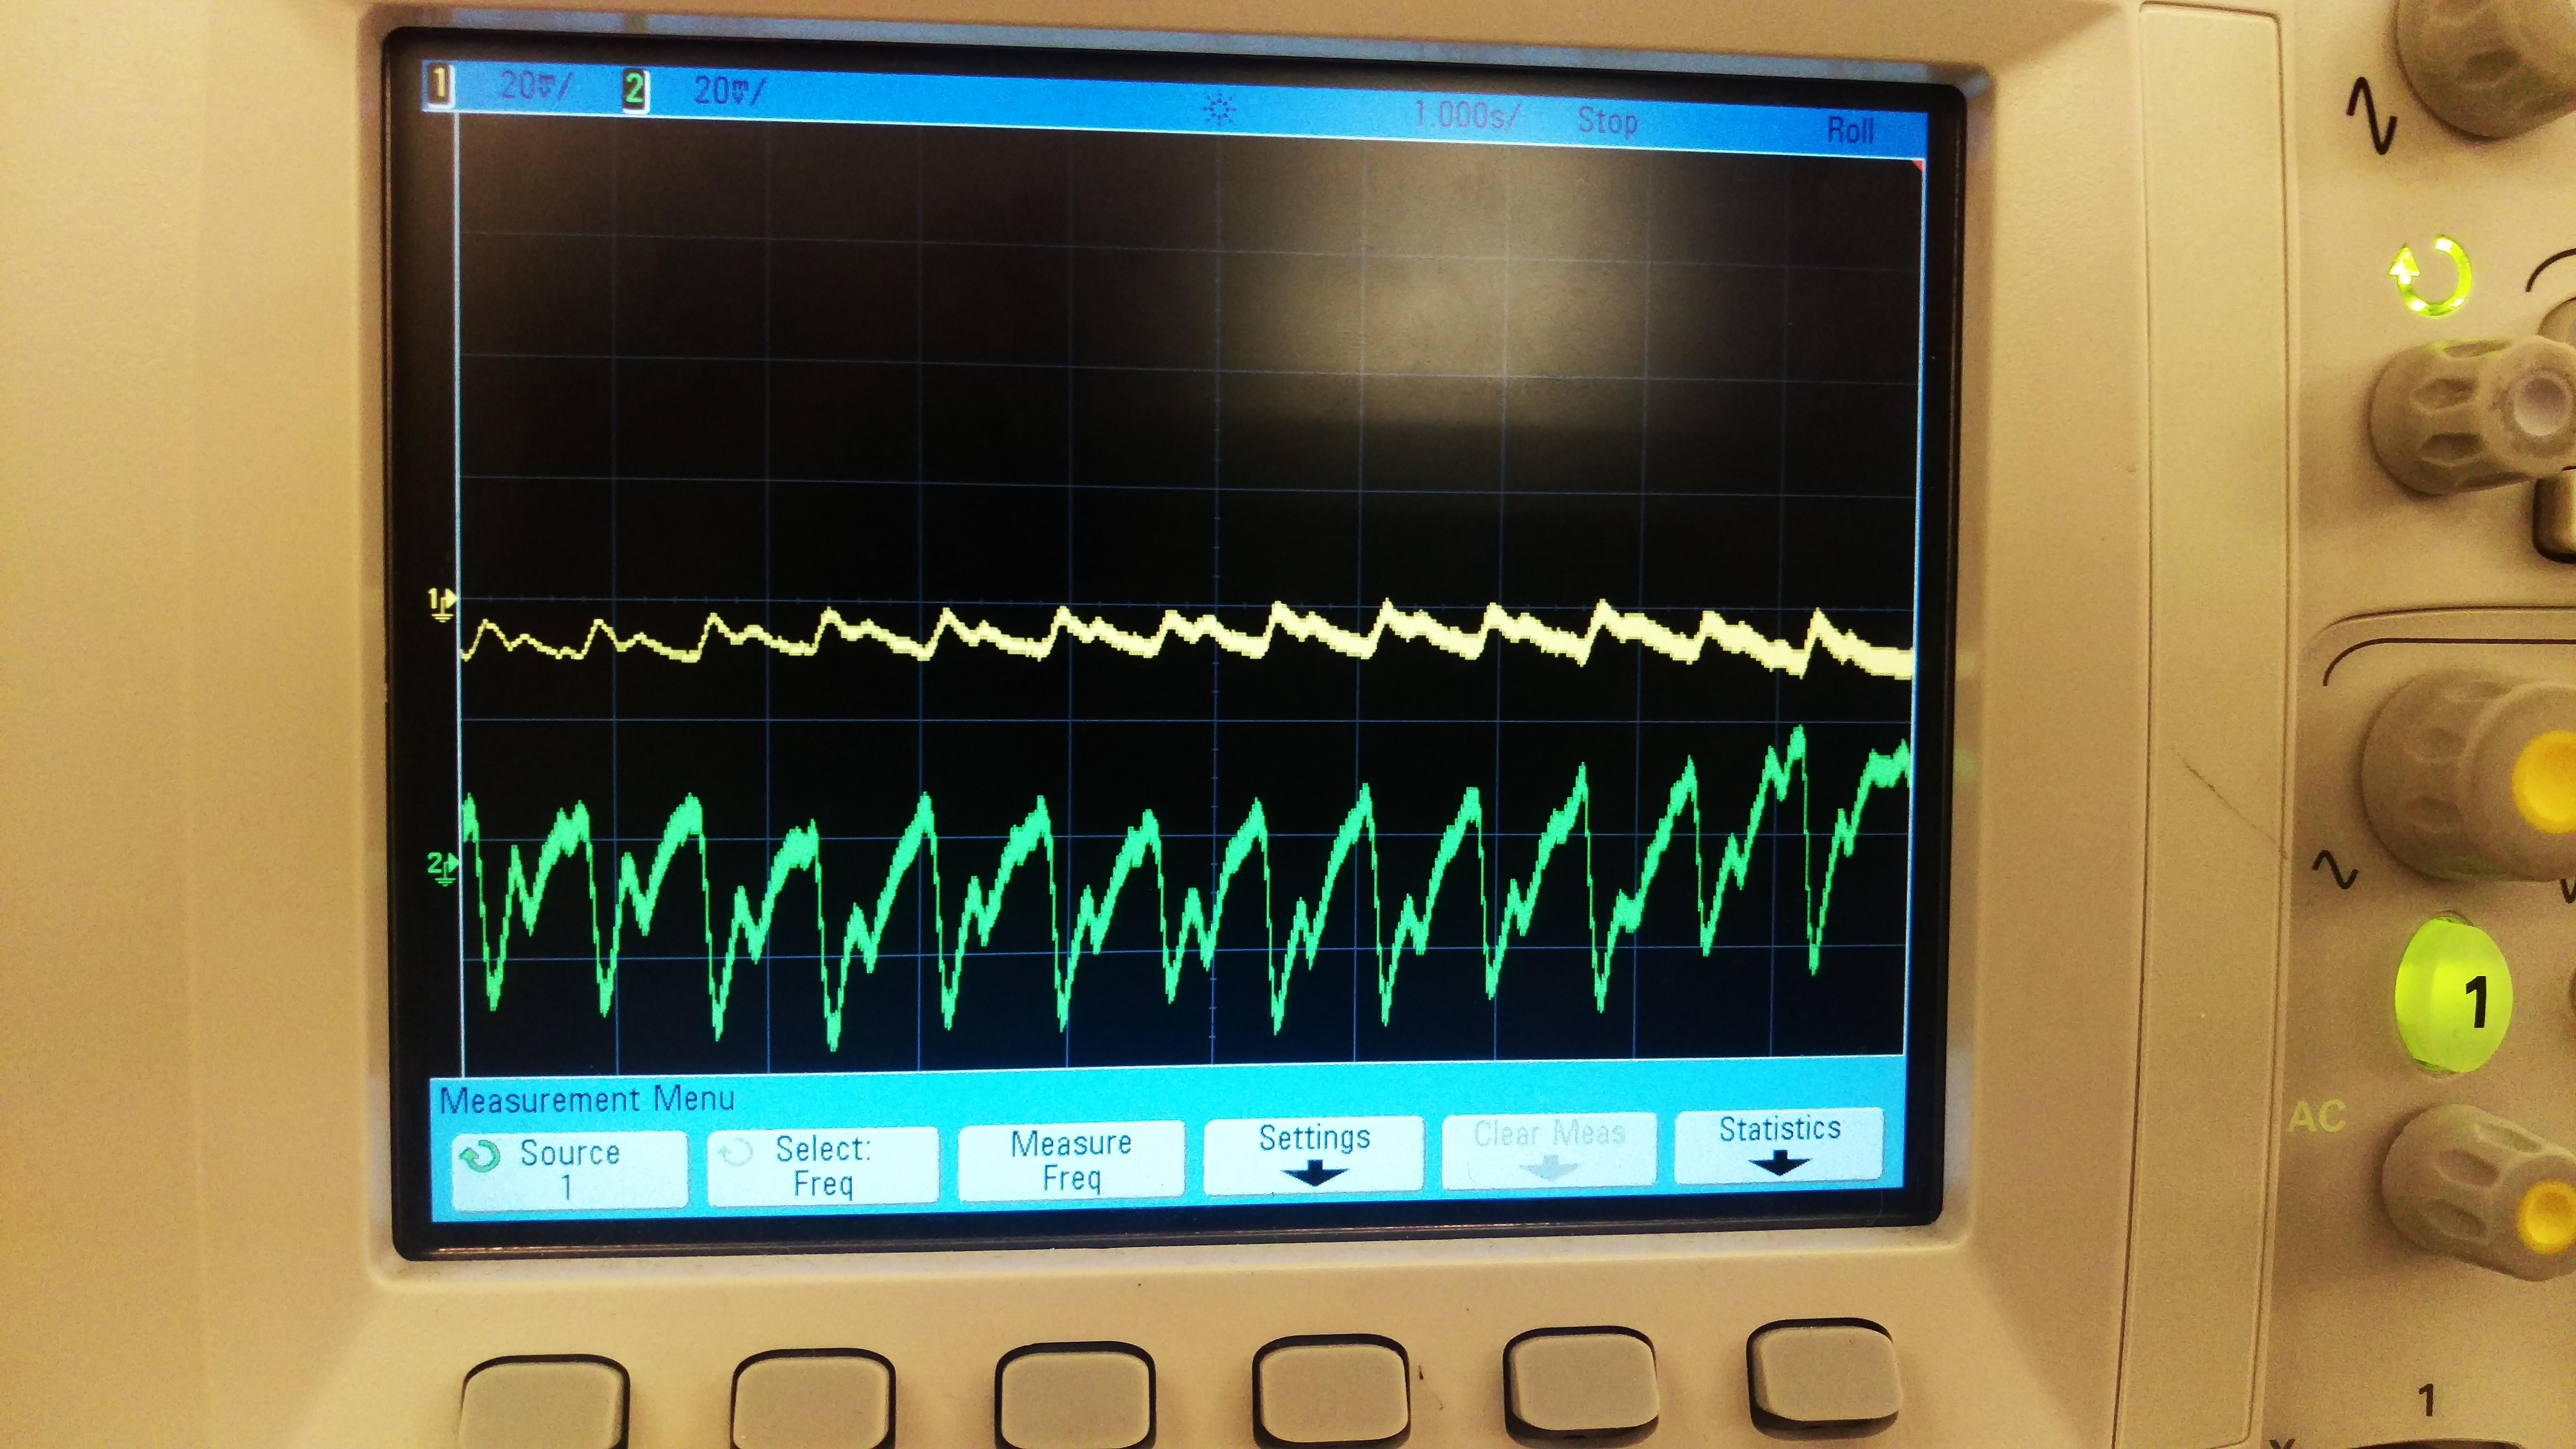 1 20mV/ 2 20mV/ 1.000s/ Stop Roll
1
2
Measurement Menu
Source
1
Select:
Freq
Measure
Freq
Settings
Clear Meas
Statistics
1
AC
1